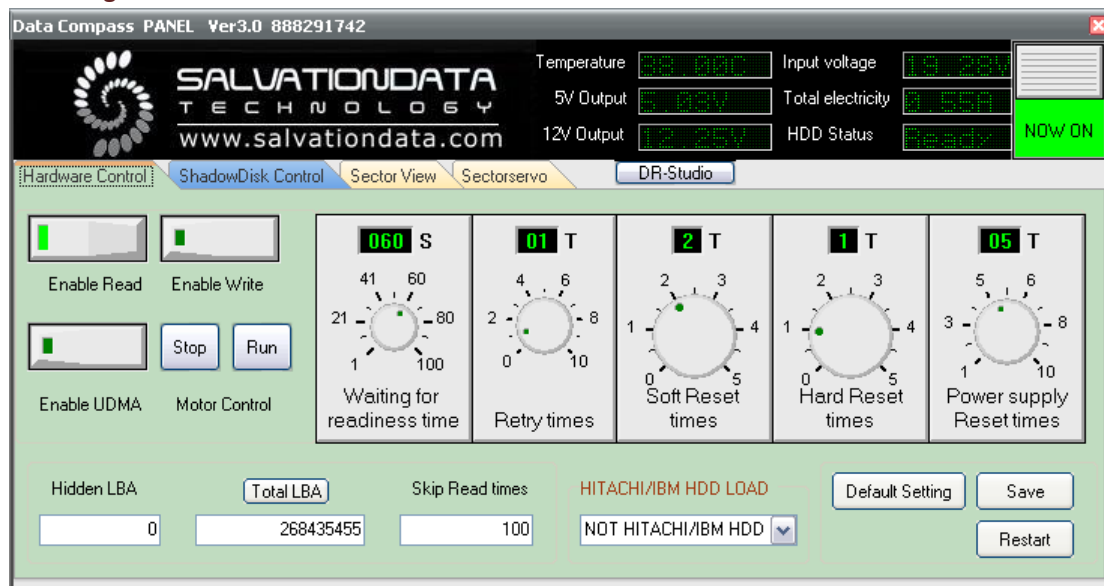 Data Compass PANEL Ver3.0 888291742
SALVATIONDATA
TECHNOLOGY
www.salvationdata.com
Temperature 38.00C Input voltage 19.28V
5V Output 5.03V Total electricity 0.55A
12V Output 12.25V HDD Status Ready
NOW ON
Hardware Control ShadowDisk Control Sector View Sectorservo DR-Studio
Enable Read Enable Write
Enable UDMA Stop Run Motor Control
060 S
41 60
21 80
1 100
Waiting for
readiness time
01 T
4 6
2 8
0 10
Retry times
2 T
2 3
1 4
0 5
Soft Reset
times
1 T
2 3
1 4
0 5
Hard Reset
times
05 T
5 6
3 8
1 10
Power supply
Reset times
Hidden LBA Total LBA Skip Read times HITACHI/IBM HDD LOAD
0 268435455 100 NOT HITACHI/IBM HDD
Default Setting Save
Restart